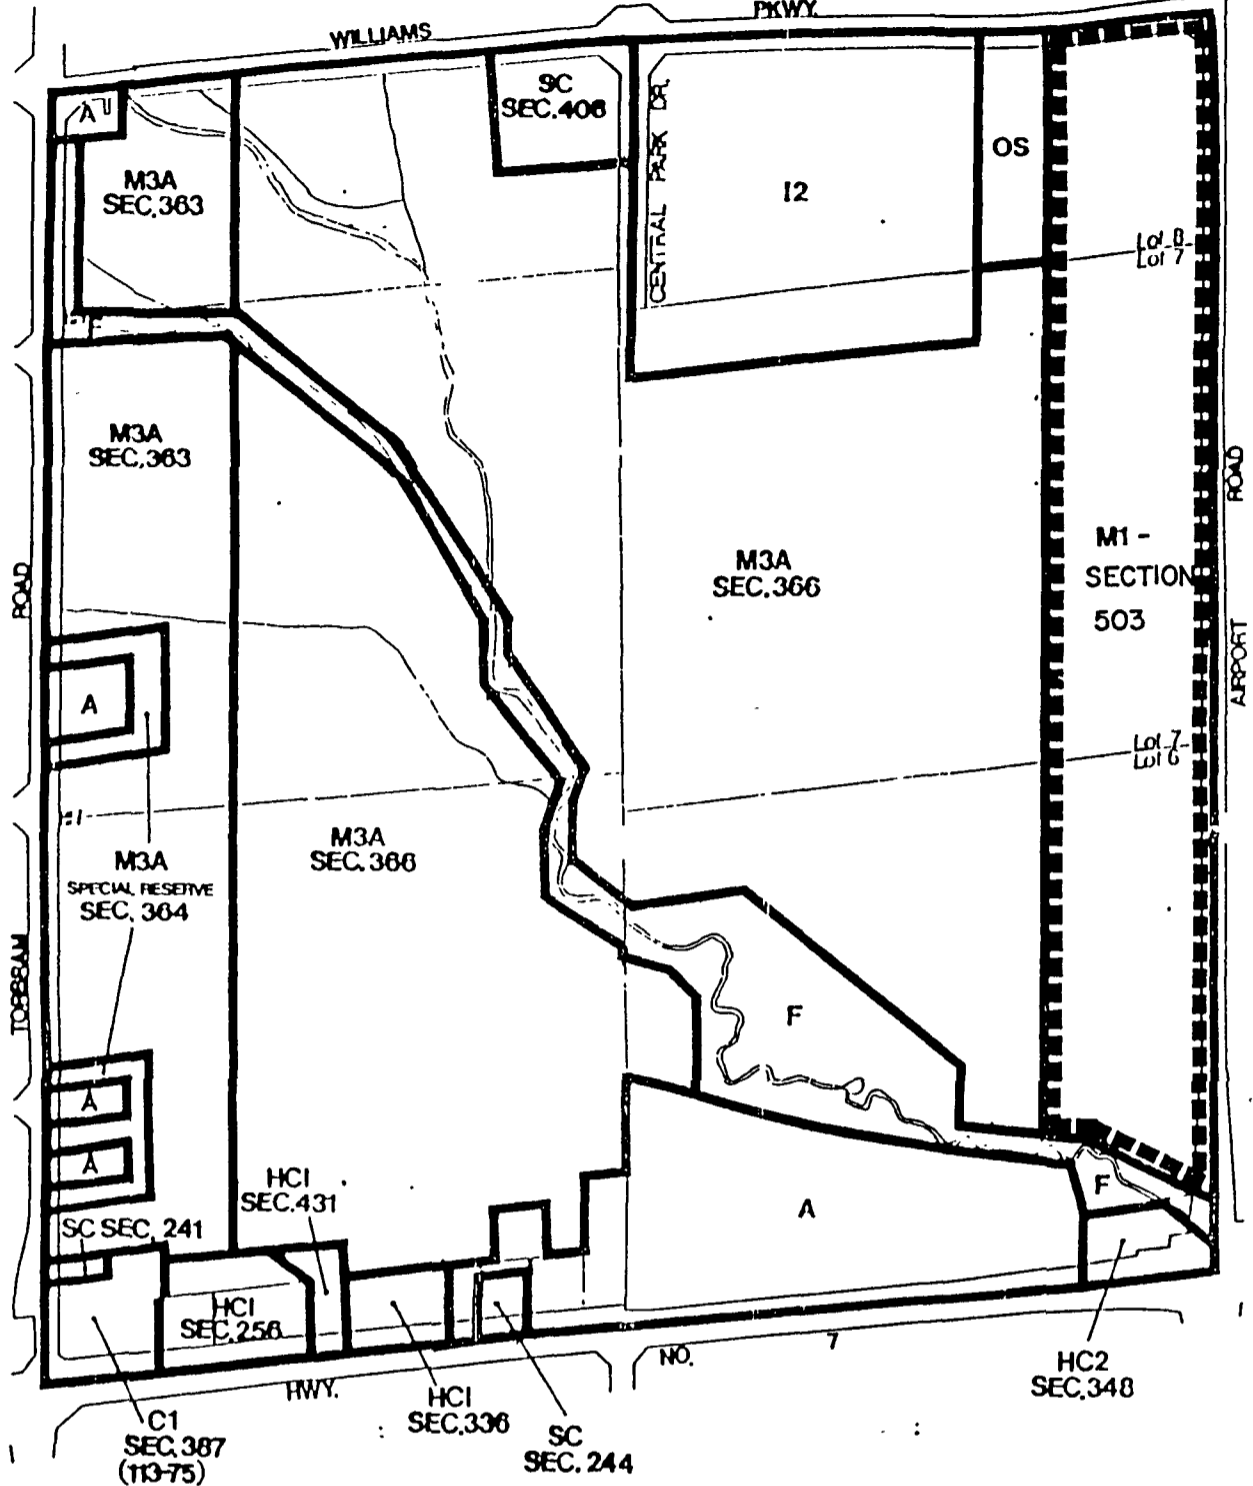 WILLIAMS
PKWY.
A
SC
SEC.406
CENTRAL PARK DR.
I2
OS
M3A
SEC.363
Lot 8
Lot 7
M3A
SEC.363
ROAD
ROAD
M3A
SEC.366
M1 -
SECTION
503
AIRPORT
A
Lot 7
Lot 6
M3A
SEC.366
M3A
SPECIAL RESERVE
SEC. 364
TORBRAM
F
A
A
HC1
SEC.431
A
F
SC SEC. 241
HC1
SEC.256
NO.
7
HWY.
HC2
SEC.348
HC1
SEC.336
C1
SEC.387
(113-75)
SC
SEC. 244